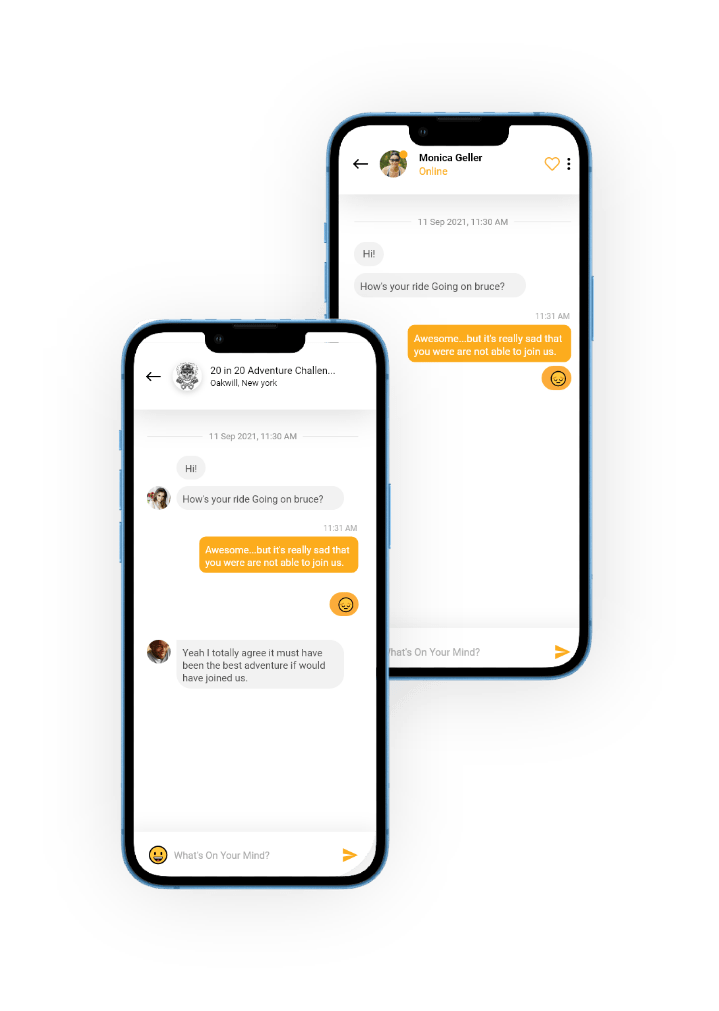 Monica Geller
Online
11 Sep 2021, 11:30 AM
Hi!
How's your ride Going on bruce?
11:31 AM
Awesome...but it's really sad that
you were are not able to join us.
hat's On Your Mind?
20 in 20 Adventure Challen...
Oakwill, New york
11 Sep 2021, 11:30 AM
Hi!
How's your ride Going on bruce?
11:31 AM
Awesome...but it's really sad that
you were are not able to join us.
Yeah I totally agree it must have
been the best adventure if would
have joined us.
What's On Your Mind?